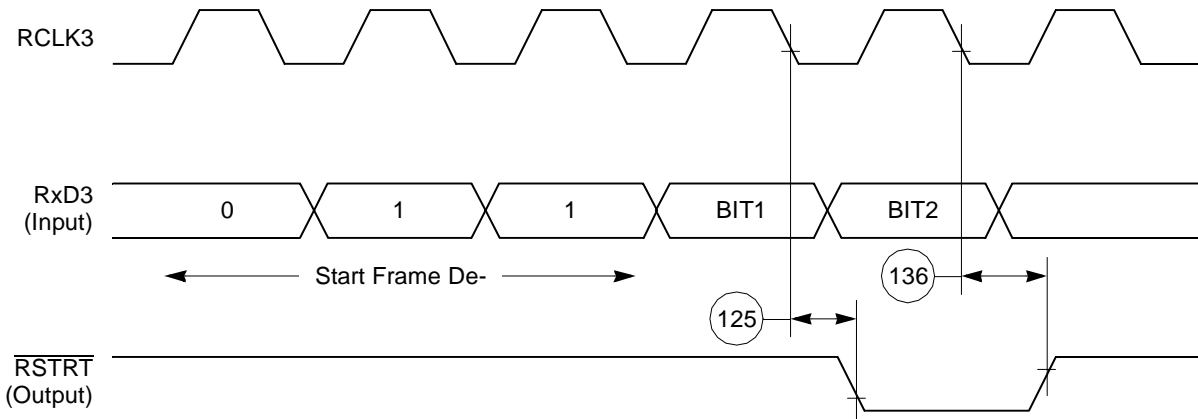 RCLK3
RxD3
(Input)
0
1
1
BIT1
BIT2
Start Frame De-
136
125
RSTRT
(Output)